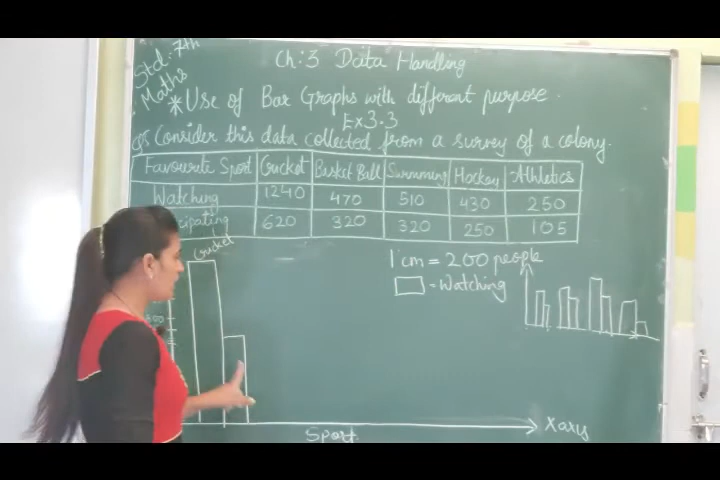 Std: 7th
Maths
Ch: 3 Data Handling
* Use of Bar Graphs with different purpose.
Ex 3.3
Q5 Consider this data collected from a survey of a colony.
Favourite Sport Cricket Basket Ball Swimming Hockey Athletics
Watching 1240 470 510 430 250
cipating 620 320 320 250 105
Cricket
1 cm = 200 people
= Watching
X axis
Sport